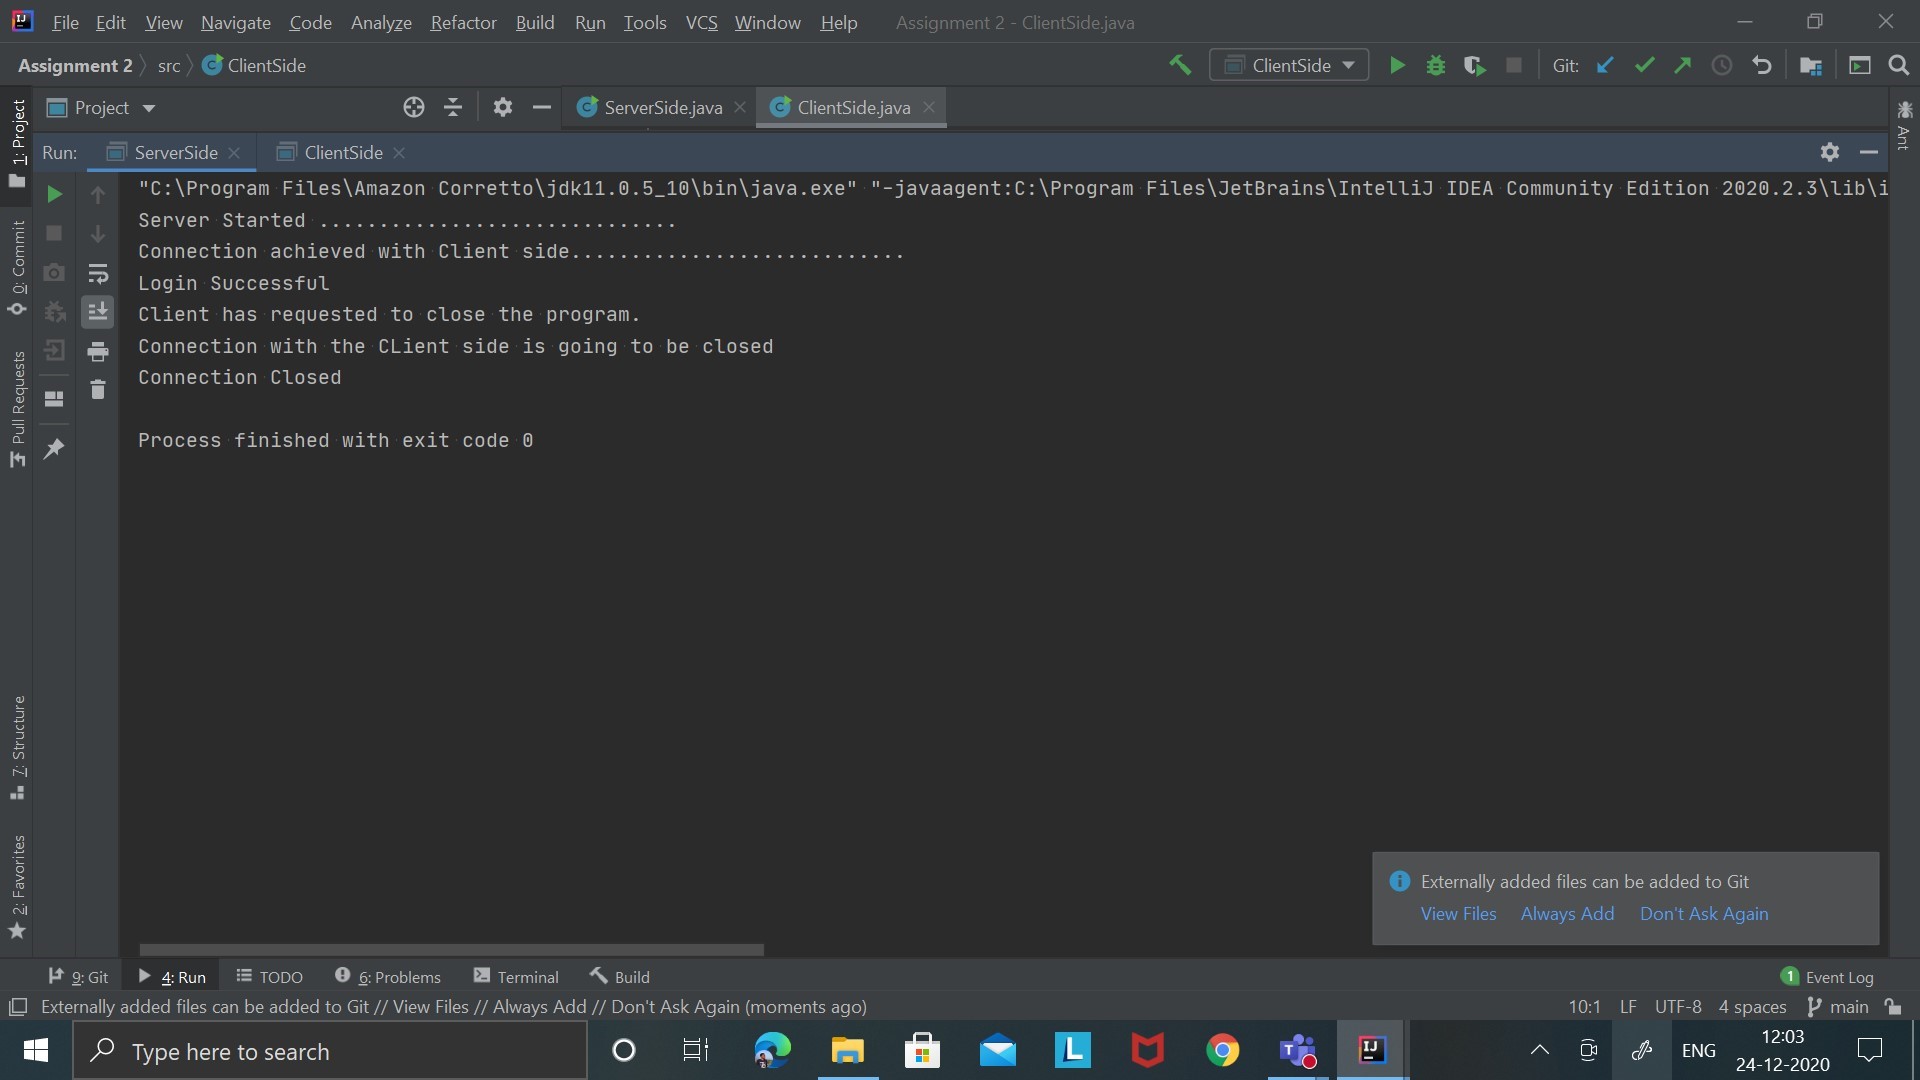 File Edit View Navigate Code Analyze Refactor Build Run Tools VCS Window Help Assignment 2 - ClientSide.java
Assignment 2 src ClientSide ClientSide Git:
Project ServerSide.java ClientSide.java
Run: ServerSide ClientSide
"C:\Program Files\Amazon Corretto\jdk11.0.5_10\bin\java.exe" "-javaagent:C:\Program Files\JetBrains\IntelliJ IDEA Community Edition 2020.2.3\lib\i
Server Started ..............................
Connection achieved with Client side............................
Login Successful
Client has requested to close the program.
Connection with the CLient side is going to be closed
Connection Closed
Process finished with exit code 0
1: Project
0: Commit
Pull Requests
7: Structure
2: Favorites
Ant
Externally added files can be added to Git
View Files Always Add Don't Ask Again
9: Git 4: Run TODO 6: Problems Terminal Build 1 Event Log
Externally added files can be added to Git // View Files // Always Add // Don't Ask Again (moments ago) 10:1 LF UTF-8 4 spaces main
Type here to search L T IJ ENG 12:03
24-12-2020